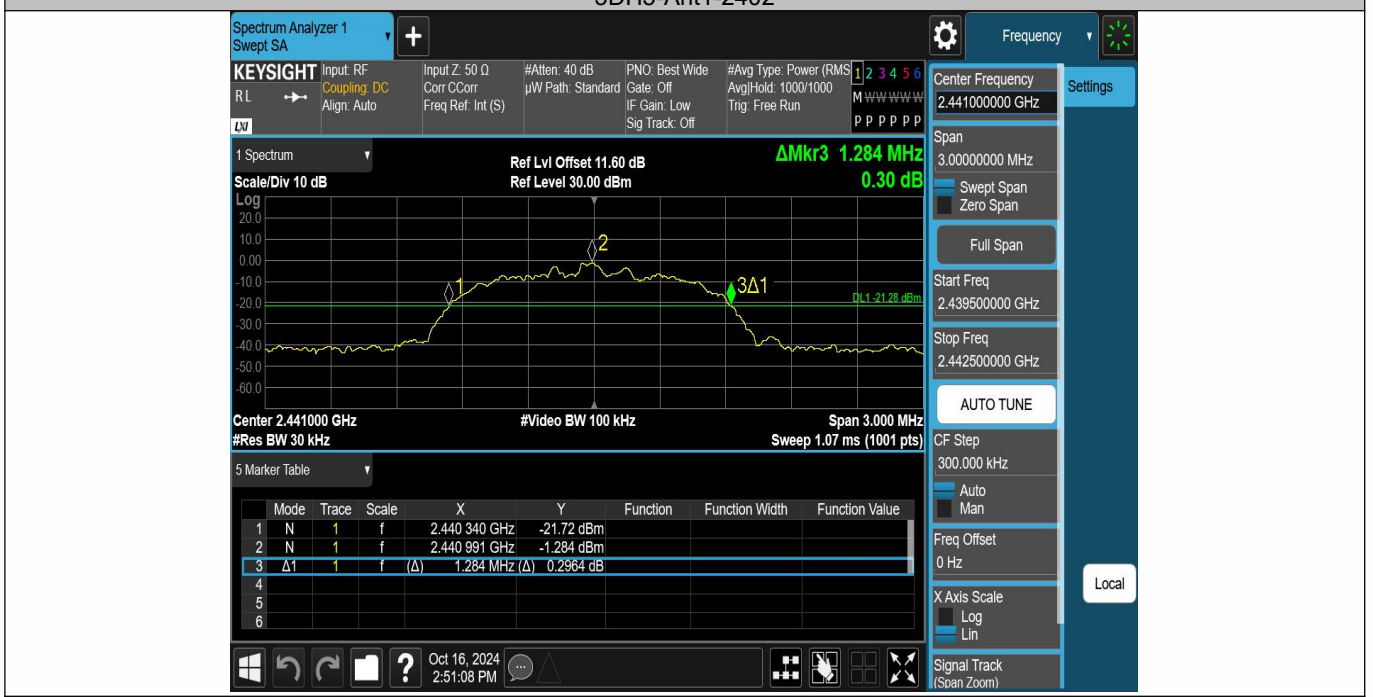 3DH5-Ant1-2402
Spectrum Analyzer 1
Swept SA
+
Frequency
KEYSIGHT
RL
LXI
Input: RF
Coupling: DC
Align: Auto
Input Z: 50 Ω
Corr CCorr
Freq Ref: Int (S)
#Atten: 40 dB
µW Path: Standard
PNO: Best Wide
Gate: Off
IF Gain: Low
Sig Track: Off
#Avg Type: Power (RMS
Avg|Hold: 1000/1000
Trig: Free Run
1 2 3 4 5 6
M W W W W W
P P P P P P
1 Spectrum
Scale/Div 10 dB
Ref Lvl Offset 11.60 dB
Ref Level 30.00 dBm
ΔMkr3 1.284 MHz
0.30 dB
Log
20.0
10.0
0.00
-10.0
-20.0
-30.0
-40.0
-50.0
-60.0
1
2
3Δ1
DL1 -21.28 dBm
Center 2.441000 GHz
#Res BW 30 kHz
#Video BW 100 kHz
Span 3.000 MHz
Sweep 1.07 ms (1001 pts)
5 Marker Table
Mode Trace Scale X Y Function Function Width Function Value
1 N 1 f 2.440 340 GHz -21.72 dBm
2 N 1 f 2.440 991 GHz -1.284 dBm
3 Δ1 1 f (Δ) 1.284 MHz (Δ) 0.2964 dB
4
5
6
?
Oct 16, 2024
2:51:08 PM
Center Frequency
2.441000000 GHz
Settings
Span
3.00000000 MHz
Swept Span
Zero Span
Full Span
Start Freq
2.439500000 GHz
Stop Freq
2.442500000 GHz
AUTO TUNE
CF Step
300.000 kHz
Auto
Man
Freq Offset
0 Hz
X Axis Scale
Log
Lin
Local
Signal Track
(Span Zoom)